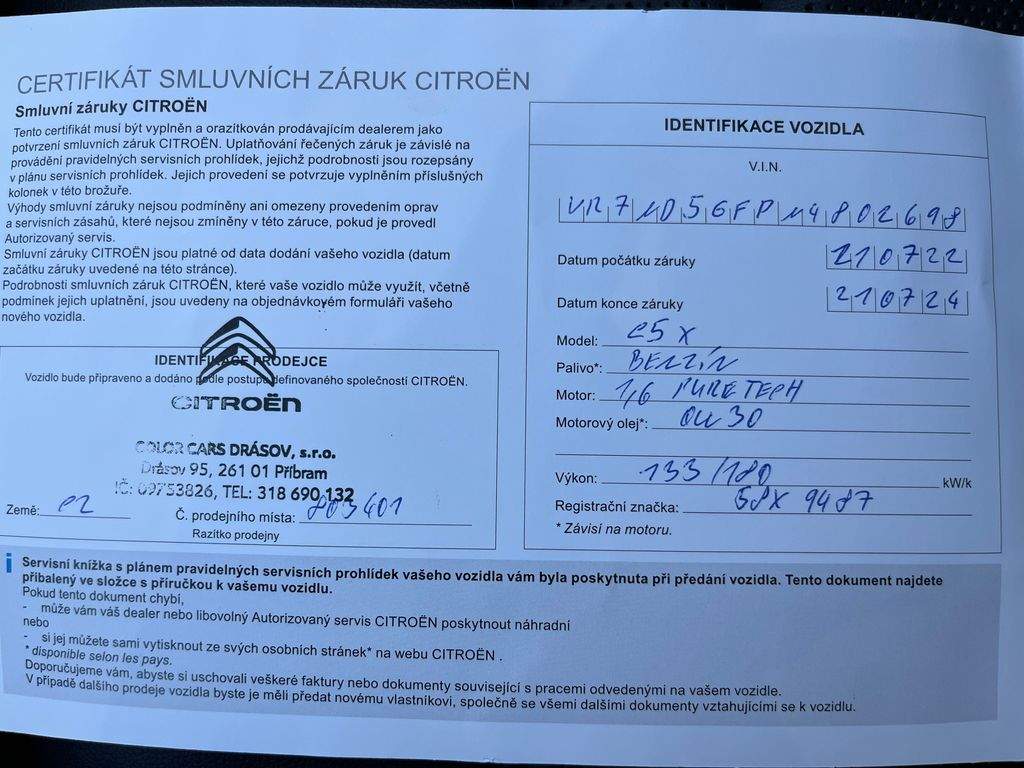 CERTIFIKÁT SMLUVNÍCH ZÁRUK CITROËN
Smluvní záruky CITROËN
Tento certifikát musí být vyplněn a orazítkován prodávajícím dealerem jako
potvrzení smluvních záruk CITROËN. Uplatňování řečených záruk je závislé na
provádění pravidelných servisních prohlídek, jejichž podrobnosti jsou rozepsány
v plánu servisních prohlídek. Jejich provedení se potvrzuje vyplněním příslušných
kolonek v této brožuře.
Výhody smluvní záruky nejsou podmíněny ani omezeny provedením oprav
a servisních zásahů, které nejsou zmíněny v této záruce, pokud je provedl
Autorizovaný servis.
Smluvní záruky CITROËN jsou platné od data dodání vašeho vozidla (datum
začátku záruky uvedené na této stránce).
Podrobnosti smluvních záruk CITROËN, které vaše vozidlo může využít, včetně
podmínek jejich uplatnění, jsou uvedeny na objednávkovém formuláři vašeho
nového vozidla.
IDENTIFIKACE PRODEJCE
Vozidlo bude připraveno a dodáno podle postupu definovaného společností CITROËN.
CITROËN
COLOR CARS DRÁSOV, s.r.o.
Drásov 95, 261 01 Příbram
IČ: 09753826, TEL: 318 690 132
Země: CZ
Č. prodejního místa: 803401
Razítko prodejny
IDENTIFIKACE VOZIDLA
V.I.N.
VR71D56FP14802698
Datum počátku záruky 210722
Datum konce záruky 210724
Model: C5 X
Palivo*: BENZÍN
Motor: 1,6 PURETECH
Motorový olej*: 0W30
Výkon: 133/180 kW/k
Registrační značka: 9487
* Závisí na motoru.
i Servisní knížka s plánem pravidelných servisních prohlídek vašeho vozidla vám byla poskytnuta při předání vozidla. Tento dokument najdete
přibalený ve složce s příručkou k vašemu vozidlu.
Pokud tento dokument chybí,
- může vám váš dealer nebo libovolný Autorizovaný servis CITROËN poskytnout náhradní
nebo
- si jej můžete sami vytisknout ze svých osobních stránek* na webu CITROËN .
* disponible selon les pays.
Doporučujeme vám, abyste si uschovali veškeré faktury nebo dokumenty související s pracemi odvedenými na vašem vozidle.
V případě dalšího prodeje vozidla byste je měli předat novému vlastníkovi, společně se všemi dalšími dokumenty vztahujícími se k vozidlu.